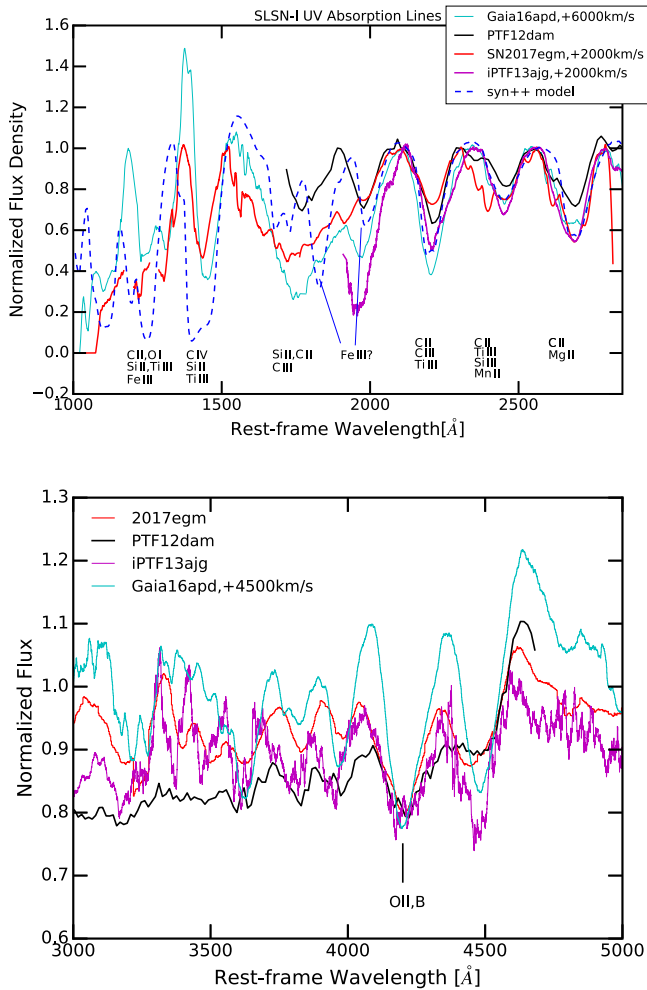 SLSN-I UV Absorption Lines
Gaia16apd,+6000km/s
PTF12dam
SN2017egm,+2000km/s
iPTF13ajg,+2000km/s
syn++ model
Normalized Flux Density
1.6
1.4
1.2
1.0
0.8
0.6
0.4
0.2
0.0
−0.2
CII,OI
SiII,TiIII
FeIII
CIV
SiII
TiIII
SiII,CII
CIII
FeIII?
CII
CIII
TiIII
CII
TiIII
SiIII
MnII
CII
MgII
1000 1500 2000 2500
Rest-frame Wavelength[Å]
2017egm
PTF12dam
iPTF13ajg
Gaia16apd,+4500km/s
Normalized Flux
1.3
1.2
1.1
1.0
0.9
0.8
0.7
0.6
OII,B
3000 3500 4000 4500 5000
Rest-frame Wavelength [Å]